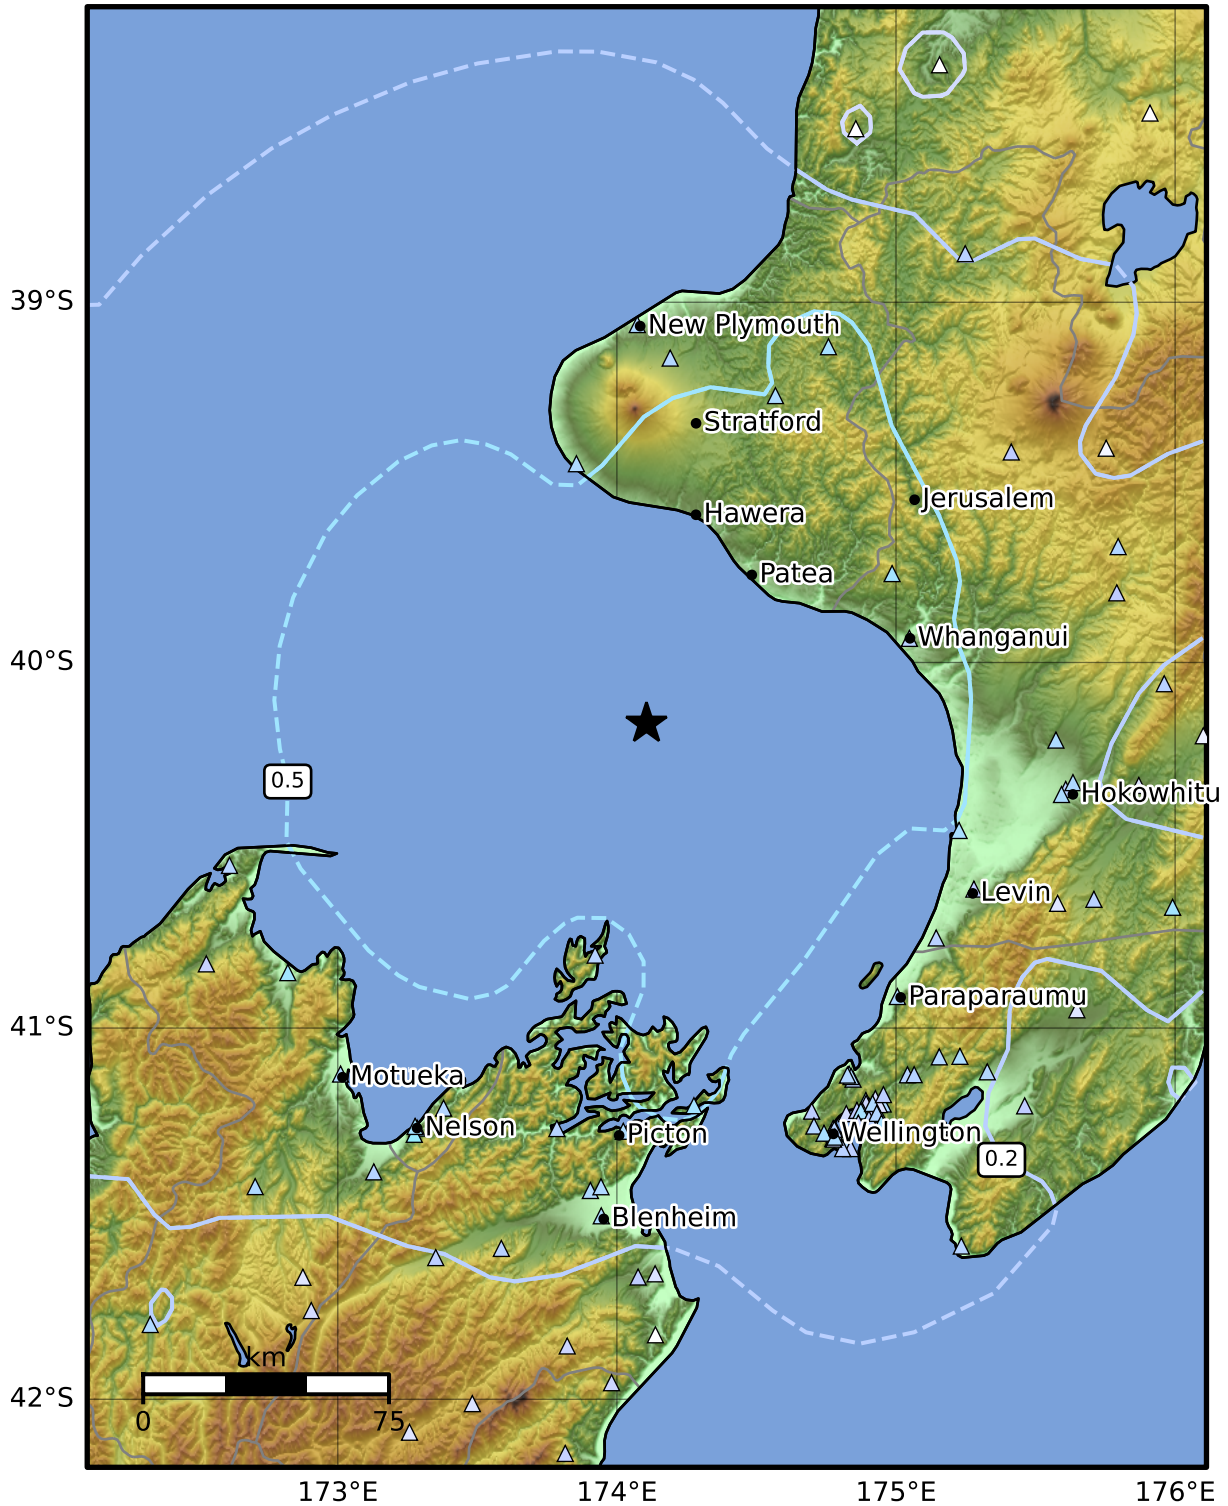 39°S
New Plymouth
Stratford
Jerusalem
Hawera
Patea
Whanganui
40°S
0.5
Hokowhitu
Levin
Paraparaumu
41°S
Motueka
Nelson
Picton
Wellington
0.2
Blenheim
km
42°S
0 75
173°E 174°E 175°E 176°E